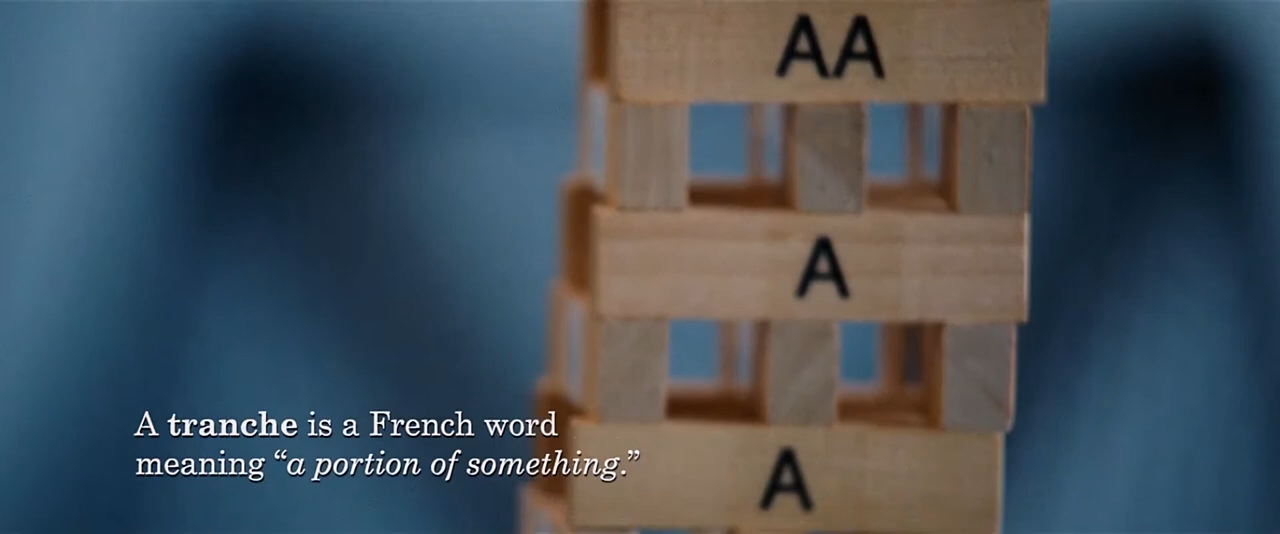 AA
A
A tranche is a French word
meaning “a portion of something.”
A